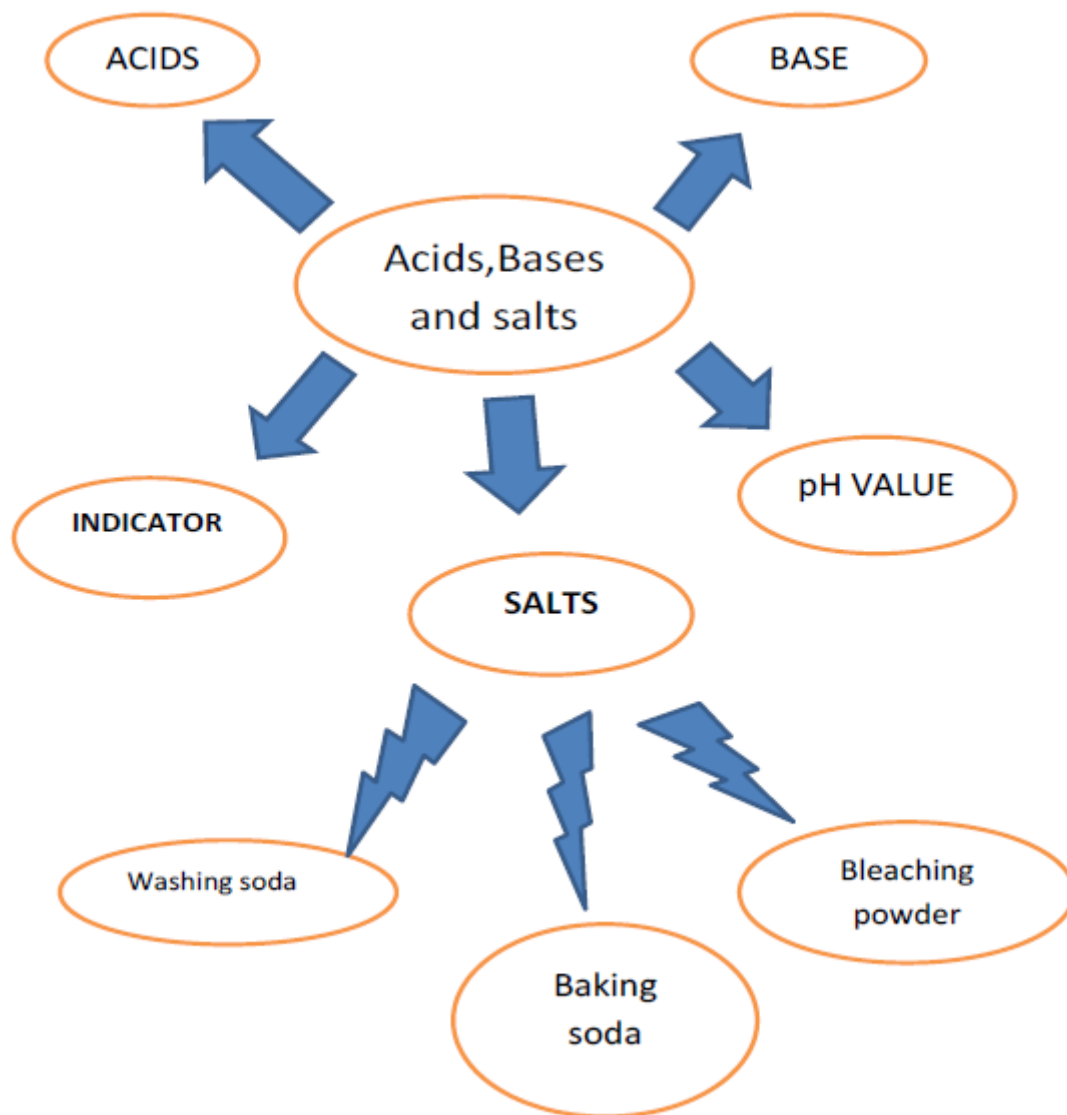 ACIDS
BASE
Acids,Bases
and salts
pH VALUE
INDICATOR
SALTS
Washing soda
Bleaching
powder
Baking
soda